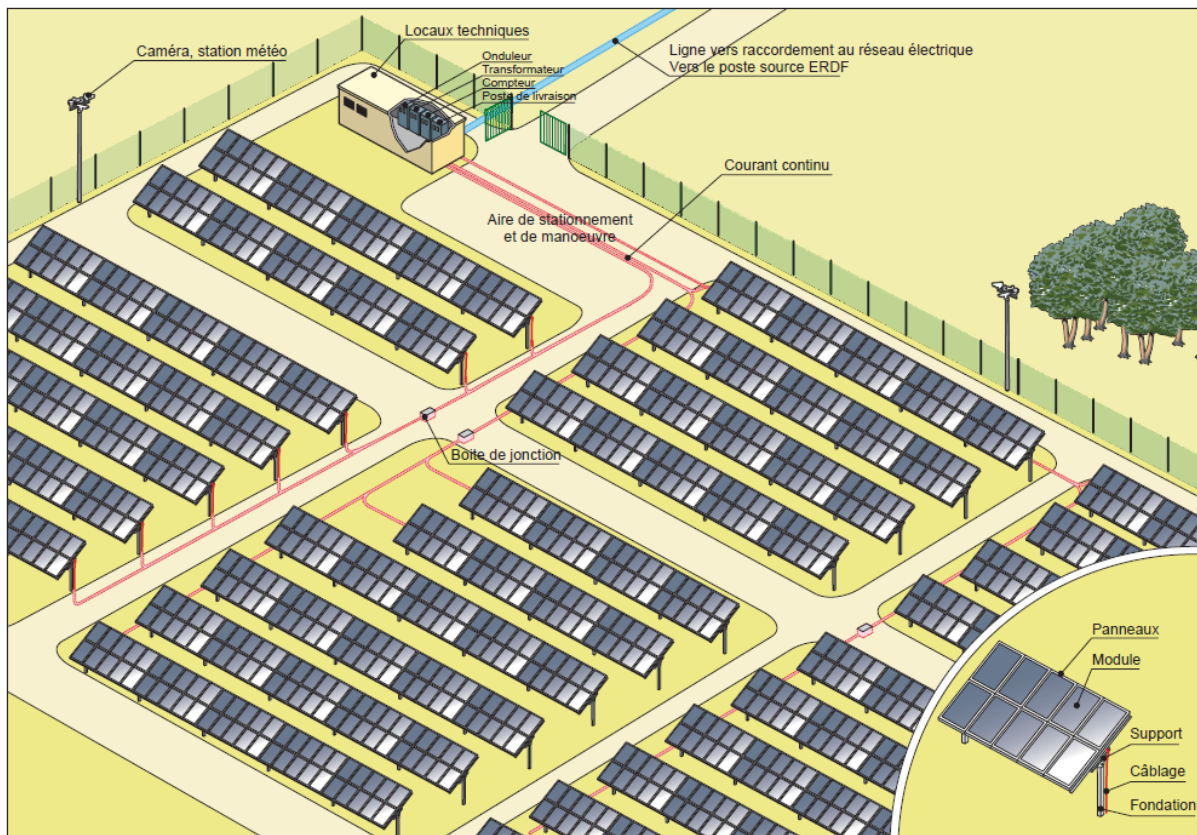 Locaux techniques
Caméra, station météo
Onduleur
Transformateur
Compteur
Poste de livraison
Ligne vers raccordement au réseau électrique
Vers le poste source ERDF
Courant continu
Aire de stationnement
et de manoeuvre
Boite de jonction
Panneaux
Module
Support
Câblage
Fondation